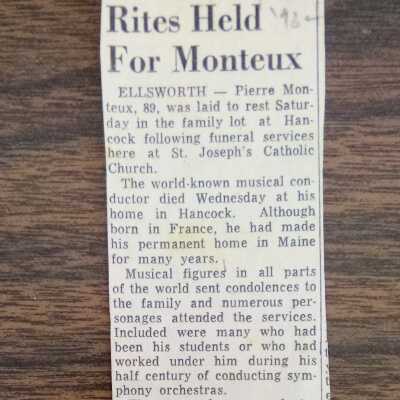 Rites Held
For Monteux
ELLSWORTH — Pierre Mon-
teux, 89, was laid to rest Satur-
day in the family lot at Han-
cock following funeral services
here at St. Joseph's Catholic
Church.
The world-known musical con-
ductor died Wednesday at his
home in Hancock. Although
born in France, he had made
his permanent home in Maine
for many years.
Musical figures in all parts
of the world sent condolences to
the family and numerous per-
sonages attended the services.
Included were many who had
been his students or who had
worked under him during his
half century of conducting sym-
phony orchestras.